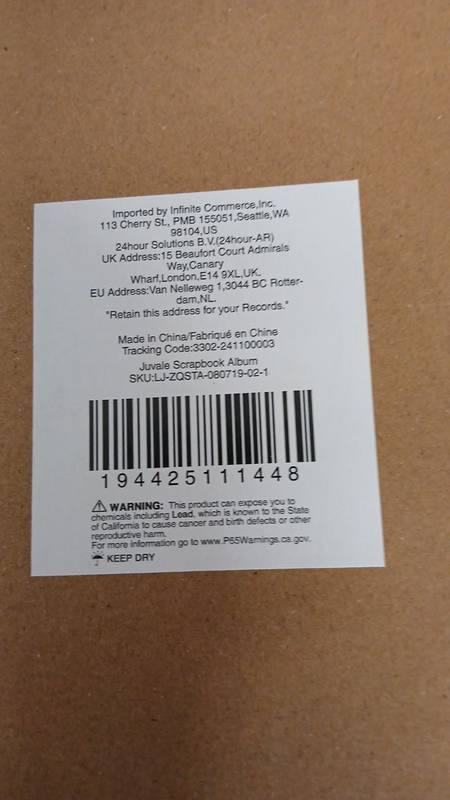 Imported by Infinite Commerce,Inc.
113 Cherry St., PMB 155051,Seattle,WA
98104,US
24hour Solutions B.V.(24hour-AR)
UK Address:15 Beaufort Court Admirals
Way,Canary
Wharf,London,E14 9XL,UK.
EU Address:Van Nelleweg 1,3044 BC Rotter-
dam,NL.
"Retain this address for your Records."
Made in China/Fabriqué en Chine
Tracking Code:3302-241100003
Juvale Scrapbook Album
SKU:LJ-ZQSTA-080719-02-1
194425111448
WARNING: This product can expose you to
chemicals including Lead, which is known to the State
of California to cause cancer and birth defects or other
reproductive harm.
For more information go to www.P65Warnings.ca.gov.
KEEP DRY